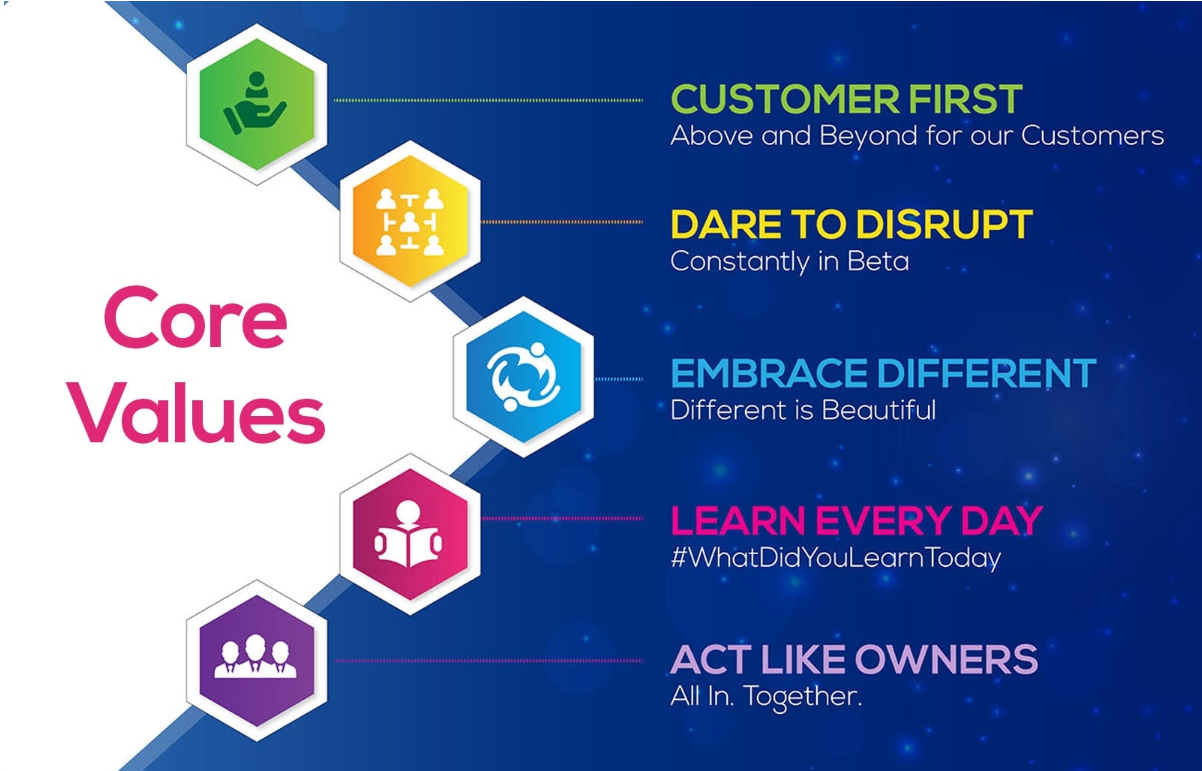 Core
Values
CUSTOMER FIRST
Above and Beyond for our Customers
DARE TO DISRUPT
Constantly in Beta
EMBRACE DIFFERENT
Different is Beautiful
LEARN EVERY DAY
#WhatDidYouLearnToday
ACT LIKE OWNERS
All In. Together.